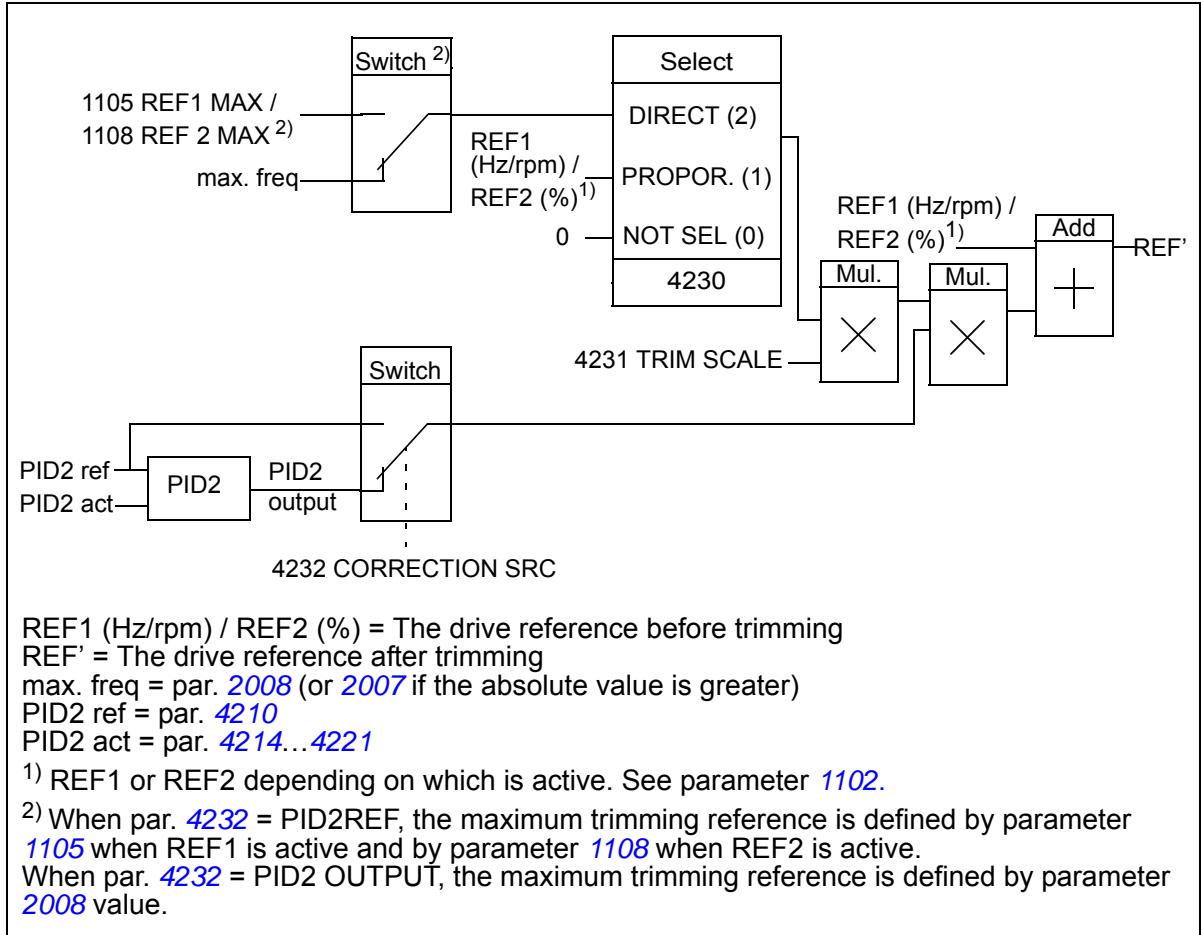 Switch 2)
Select
1105 REF1 MAX /
1108 REF 2 MAX 2)
max. freq
REF1
(Hz/rpm) /
REF2 (%)1)
0
DIRECT (2)
PROPOR. (1)
NOT SEL (0)
4230
REF1 (Hz/rpm) /
REF2 (%)1)
Add
REF’
Mul.
Mul.
4231 TRIM SCALE
Switch
PID2 ref
PID2 act
PID2
PID2
output
4232 CORRECTION SRC
REF1 (Hz/rpm) / REF2 (%) = The drive reference before trimming
REF’ = The drive reference after trimming
max. freq = par. 2008 (or 2007 if the absolute value is greater)
PID2 ref = par. 4210
PID2 act = par. 4214…4221
1) REF1 or REF2 depending on which is active. See parameter 1102.
2) When par. 4232 = PID2REF, the maximum trimming reference is defined by parameter
1105 when REF1 is active and by parameter 1108 when REF2 is active.
When par. 4232 = PID2 OUTPUT, the maximum trimming reference is defined by parameter
2008 value.